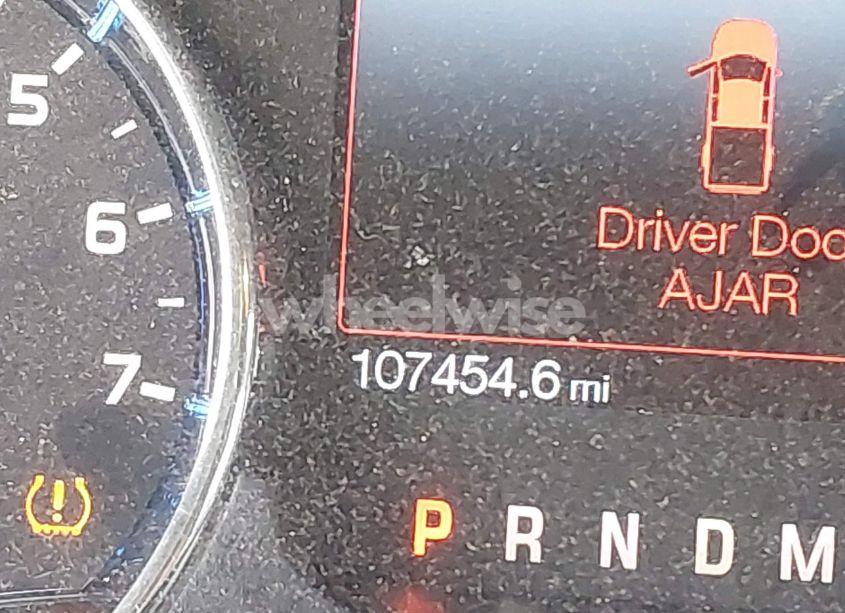 5
6
7
Driver Doo
AJAR
wheelwise
107454.6 mi
P R N D M